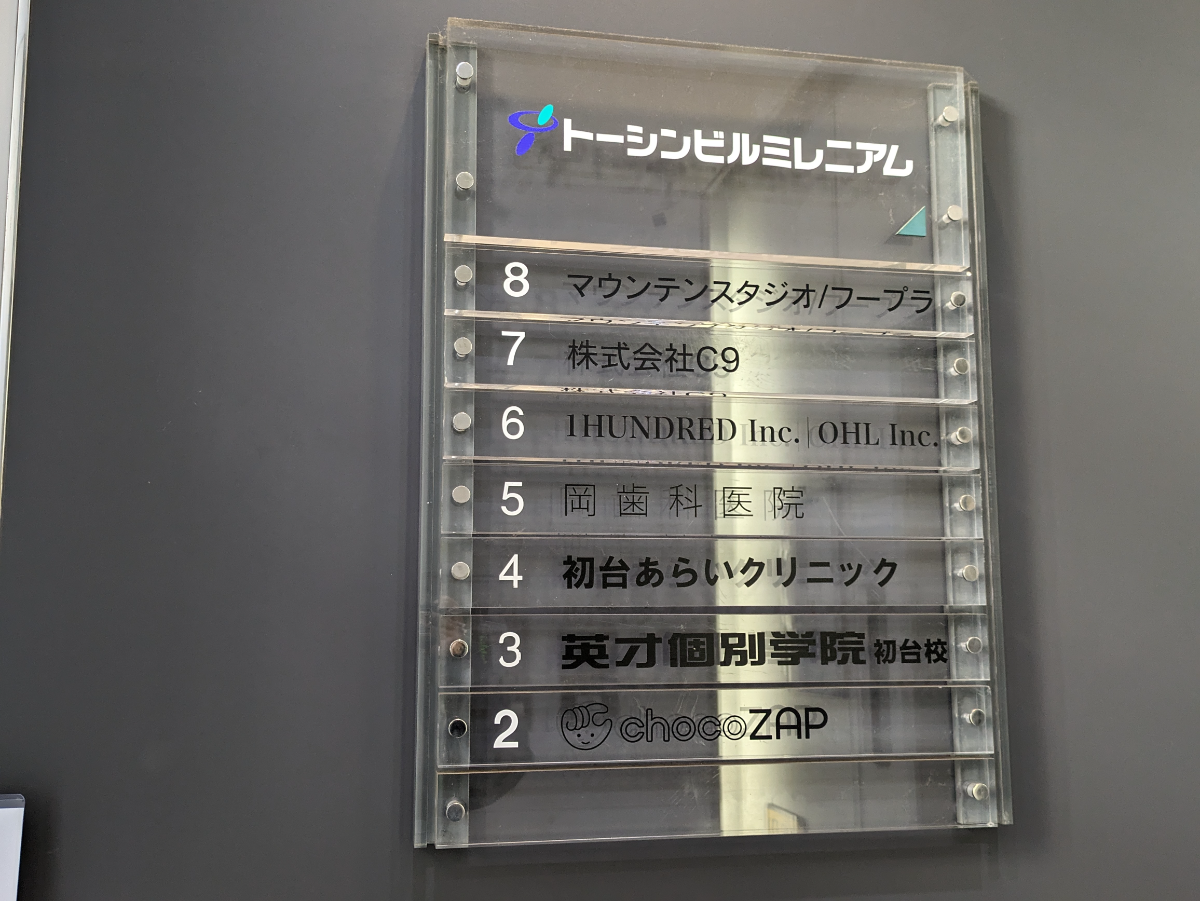 トーシンビルミレニアム
8 マウンテンスタジオ/フープラ
7 株式会社C9
6 1HUNDRED Inc.|OHL Inc.
5 岡歯科医院
4 初台あらいクリニック
3 英才個別学院 初台校
2 chocoZAP